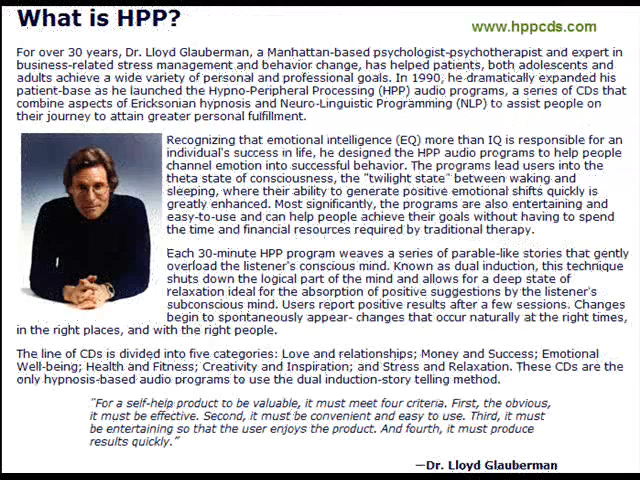 What is HPP?
www.hppcds.com
For over 30 years, Dr. Lloyd Glauberman, a Manhattan-based psychologist-psychotherapist and expert in
business-related stress management and behavior change, has helped patients, both adolescents and
adults achieve a wide variety of personal and professional goals. In 1990, he dramatically expanded his
patient-base as he launched the Hypno-Peripheral Processing (HPP) audio programs, a series of CDs that
combine aspects of Ericksonian hypnosis and Neuro-Linguistic Programming (NLP) to assist people on
their journey to attain greater personal fulfillment.
Recognizing that emotional intelligence (EQ) more than IQ is responsible for an
individual's success in life, he designed the HPP audio programs to help people
channel emotion into successful behavior. The programs lead users into the
theta state of consciousness, the "twilight state" between waking and
sleeping, where their ability to generate positive emotional shifts quickly is
greatly enhanced. Most significantly, the programs are also entertaining and
easy-to-use and can help people achieve their goals without having to spend
the time and financial resources required by traditional therapy.
Each 30-minute HPP program weaves a series of parable-like stories that gently
overload the listener's conscious mind. Known as dual induction, this technique
shuts down the logical part of the mind and allows for a deep state of
relaxation ideal for the absorption of positive suggestions by the listener's
subconscious mind. Users report positive results after a few sessions. Changes
begin to spontaneously appear- changes that occur naturally at the right times,
in the right places, and with the right people.
The line of CDs is divided into five categories: Love and relationships; Money and Success; Emotional
Well-being; Health and Fitness; Creativity and Inspiration; and Stress and Relaxation. These CDs are the
only hypnosis-based audio programs to use the dual induction-story telling method.
"For a self-help product to be valuable, it must meet four criteria. First, the obvious,
it must be effective. Second, it must be convenient and easy to use. Third, it must
be entertaining so that the user enjoys the product. And fourth, it must produce
results quickly."
—Dr. Lloyd Glauberman